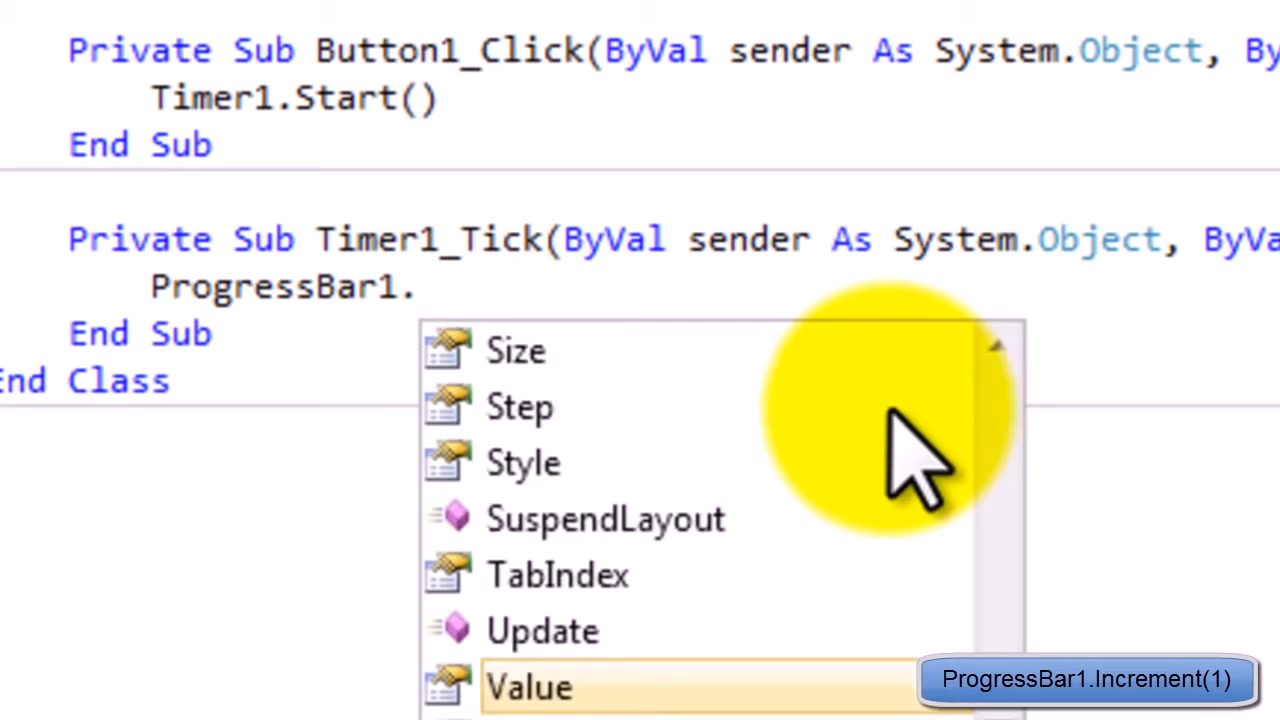 Private Sub Button1_Click(ByVal sender As System.Object, By
Timer1.Start()
End Sub
Private Sub Timer1_Tick(ByVal sender As System.Object, ByVa
ProgressBar1.
End Sub
End Class
Size
Step
Style
SuspendLayout
TabIndex
Update
Value
ProgressBar1.Increment(1)